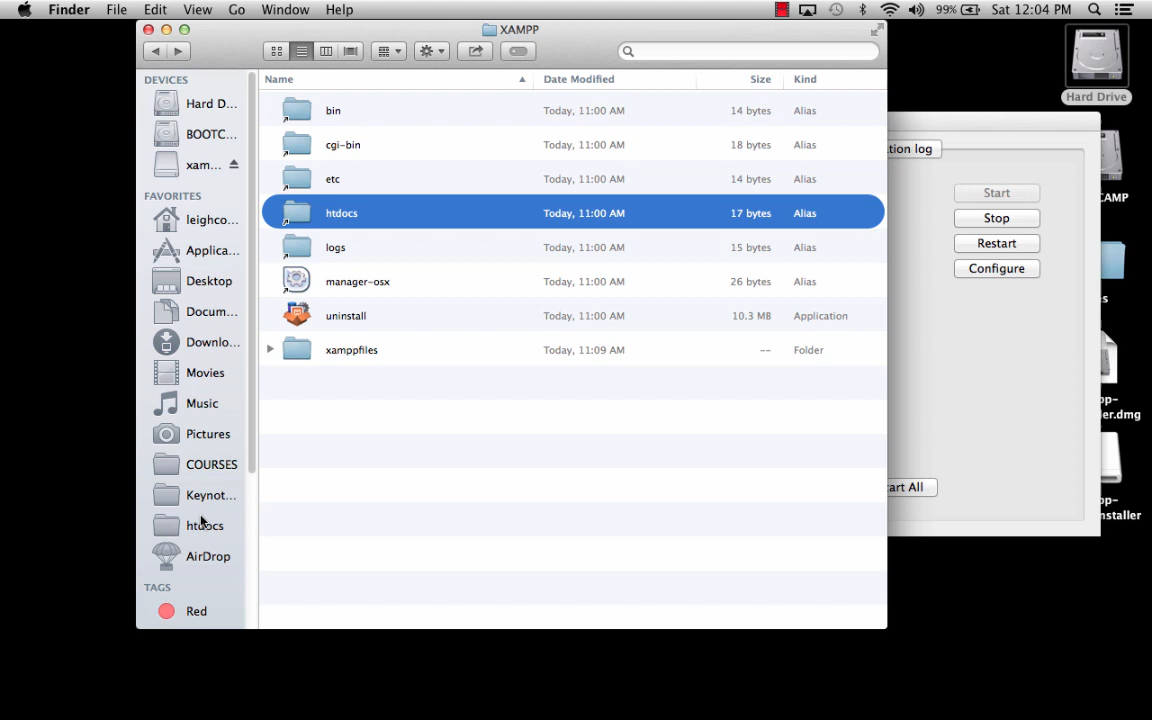 Finder File Edit View Go Window Help 99% Sat 12:04 PM
XAMPP
Hard Drive
DEVICES
Hard D...
BOOTC...
xam...
FAVORITES
leighco...
Applica...
Desktop
Docum...
Downlo...
Movies
Music
Pictures
COURSES
Keynot...
htdocs
AirDrop
TAGS
Red
Name Date Modified Size Kind
bin Today, 11:00 AM 14 bytes Alias
cgi-bin Today, 11:00 AM 18 bytes Alias
etc Today, 11:00 AM 14 bytes Alias
htdocs Today, 11:00 AM 17 bytes Alias
logs Today, 11:00 AM 15 bytes Alias
manager-osx Today, 11:00 AM 26 bytes Alias
uninstall Today, 11:00 AM 10.3 MB Application
xamppfiles Today, 11:09 AM -- Folder
tion log
Start
Stop
Restart
Configure
art All
CAMP
s
pp-
ler.dmg
pp-
nstaller